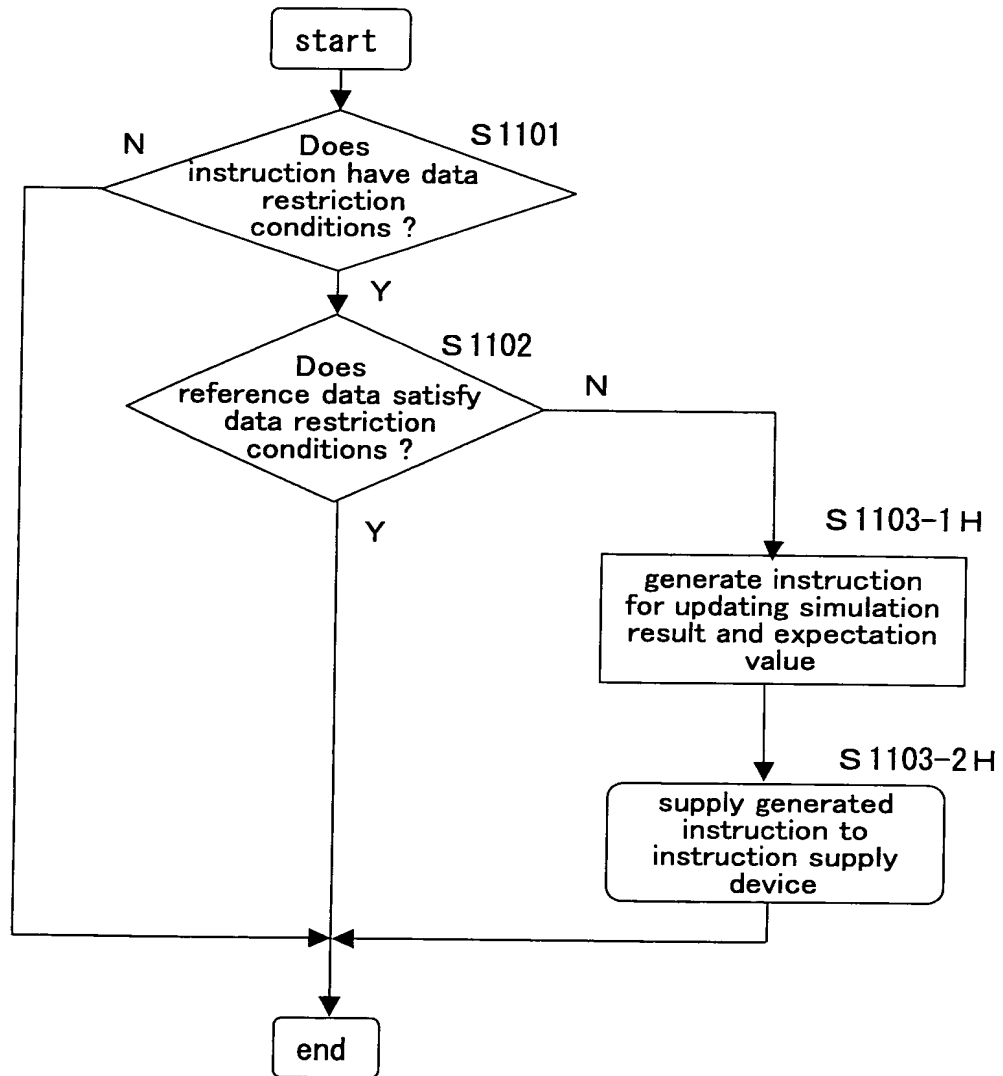 start
N
S1101
Does
instruction have data
restriction
conditions ?
Y
S1102
Does
reference data satisfy
data restriction
conditions ?
N
Y
S1103-1H
generate instruction
for updating simulation
result and expectation
value
S1103-2H
supply generated
instruction to
instruction supply
device
end